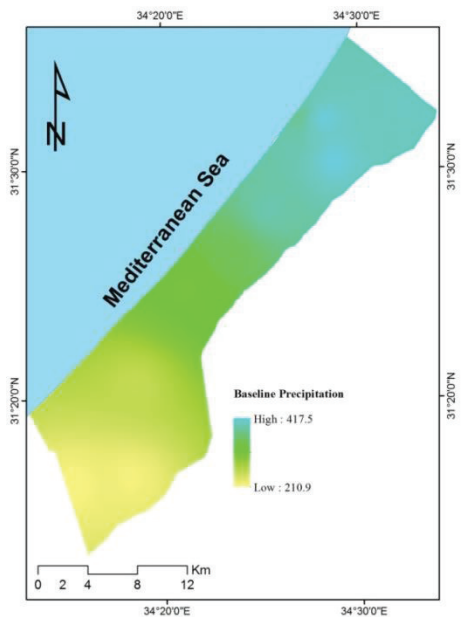 34°20'0"E 34°30'0"E
N
31°30'0"N 31°30'0"N
Mediterranean Sea
Baseline Precipitation
High : 417.5
Low : 210.9
31°20'0"N 31°20'0"N
Km
0 2 4 8 12
34°20'0"E 34°30'0"E